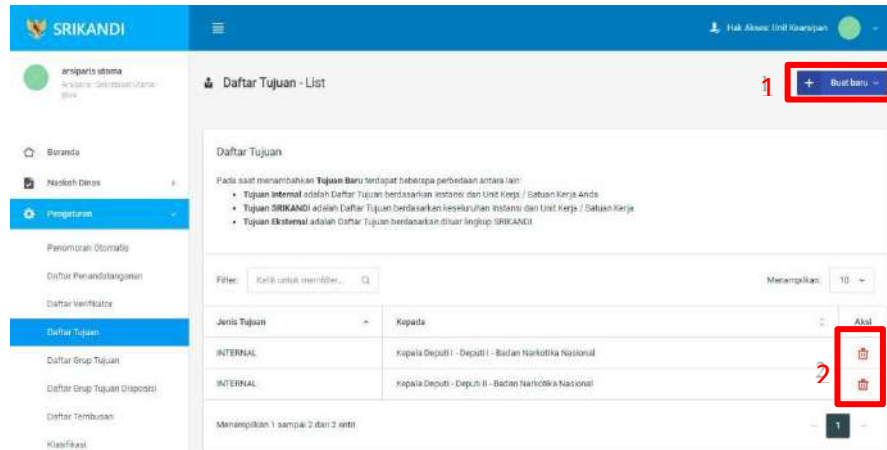 SRIKANDI
Hak Akses: Unit Kearsipan
arsiparis utama
Daftar Tujuan - List
1
+ Buat baru
Beranda
Naskah Dinas
Pengaturan
Penomoran Otomatis
Daftar Penandatanganan
Daftar Verifikator
Daftar Tujuan
Daftar Grup Tujuan
Daftar Grup Tujuan Disposisi
Daftar Tembusan
Klasifikasi
Daftar Tujuan
Pada saat menambahkan Tujuan Baru terdapat beberapa perbedaan antara lain:
• Tujuan Internal adalah Daftar Tujuan berdasarkan Instansi dan Unit Kerja / Satuan Kerja Anda
• Tujuan SRIKANDI adalah Daftar Tujuan berdasarkan keseluruhan Instansi dan Unit Kerja / Satuan Kerja
• Tujuan Eksternal adalah Daftar Tujuan berdasarkan diluar lingkup SRIKANDI
Filter: Ketik untuk memfilter...
Menampilkan: 10
Jenis Tujuan Kepada Aksi
INTERNAL Kepala Deputi I - Deputi I - Badan Narkotika Nasional
INTERNAL Kepala Deputi - Deputi II - Badan Narkotika Nasional
2
Menampilkan 1 sampai 2 dari 2 entri
1